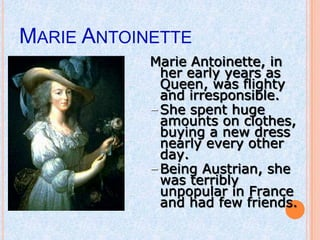 MARIE ANTOINETTE
Marie Antoinette, in
her early years as
Queen, was flighty
and irresponsible.
–She spent huge
amounts on clothes,
buying a new dress
nearly every other
day.
–Being Austrian, she
was terribly
unpopular in France
and had few friends.